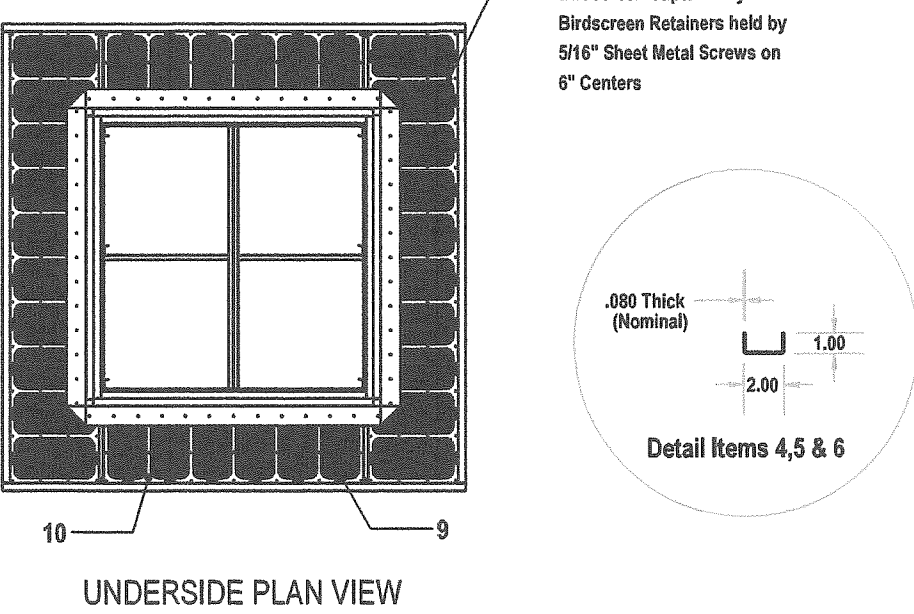 Birdscreen Retainers held by
5/16" Sheet Metal Screws on
6" Centers
.080 Thick
(Nominal)
1.00
2.00
Detail Items 4,5 & 6
10
9
UNDERSIDE PLAN VIEW